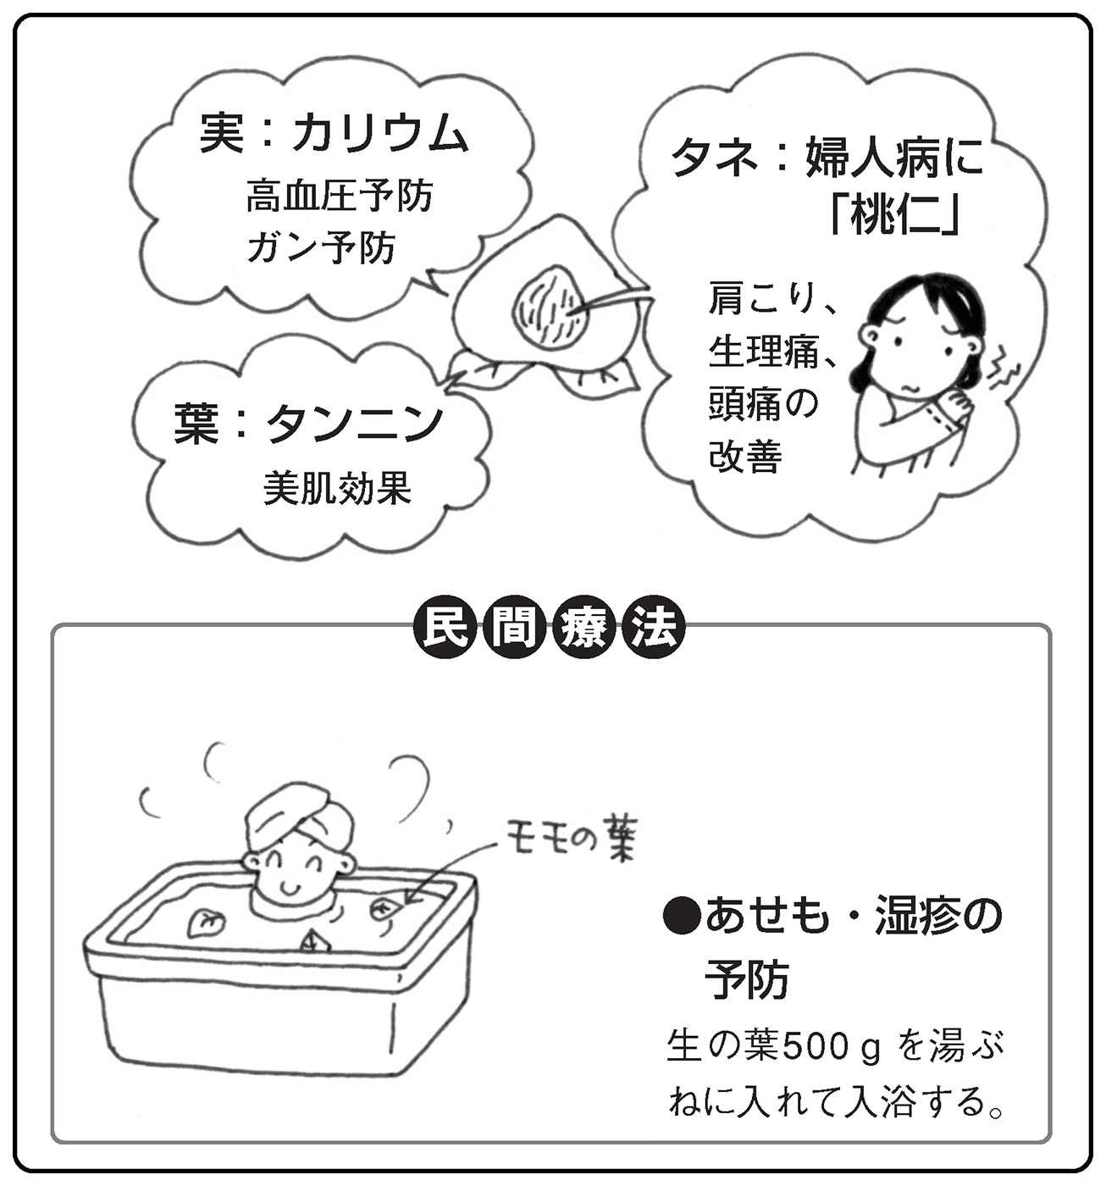 実：カリウム
高血圧予防
ガン予防
タネ：婦人病に
「桃仁」
肩こり、
生理痛、
頭痛の
改善
葉：タンニン
美肌効果
民間療法
モモの葉
●あせも・湿疹の
予防
生の葉500ｇを湯ぶ
ねに入れて入浴する。